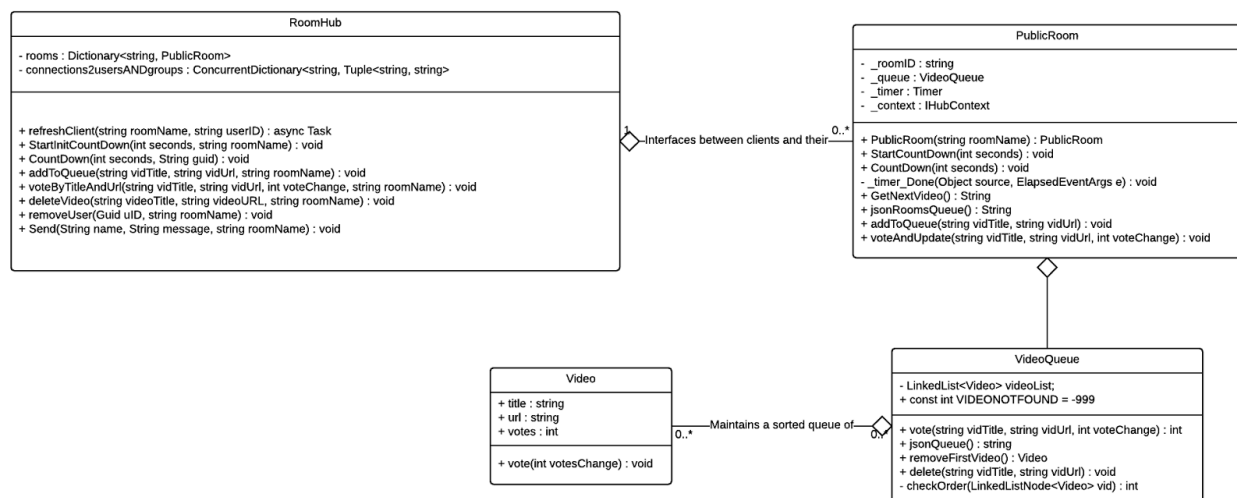 RoomHub
- rooms : Dictionary<string, PublicRoom>
- connections2usersANDgroups : ConcurrentDictionary<string, Tuple<string, string>
+ refreshClient(string roomName, string userID) : async Task
+ StartInitCountDown(int seconds, string roomName) : void
+ CountDown(int seconds, String guid) : void
+ addToQueue(string vidTitle, string vidUrl, string roomName) : void
+ voteByTitleAndUrl(string vidTitle, string vidUrl, int voteChange, string roomName) : void
+ deleteVideo(string videoTitle, string videoURL, string roomName) : void
+ removeUser(Guid uID, string roomName) : void
+ Send(String name, String message, string roomName) : void
1
Interfaces between clients and their
0..*
PublicRoom
- _roomID : string
- _queue : VideoQueue
- _timer : Timer
- _context : IHubContext
+ PublicRoom(string roomName) : PublicRoom
+ StartCountDown(int seconds) : void
+ CountDown(int seconds) : void
- _timer_Done(Object source, ElapsedEventArgs e) : void
+ GetNextVideo() : String
+ jsonRoomsQueue() : String
+ addToQueue(string vidTitle, string vidUrl) : void
+ voteAndUpdate(string vidTitle, string vidUrl, int voteChange) : void
Video
+ title : string
+ url : string
+ votes : int
+ vote(int votesChange) : void
0..*
Maintains a sorted queue of
0..*
VideoQueue
- LinkedList<Video> videoList;
+ const int VIDEONOTFOUND = -999
+ vote(string vidTitle, string vidUrl, int voteChange) : int
+ jsonQueue() : string
+ removeFirstVideo() : Video
+ delete(string vidTitle, string vidUrl) : void
- checkOrder(LinkedListNode<Video> vid) : int